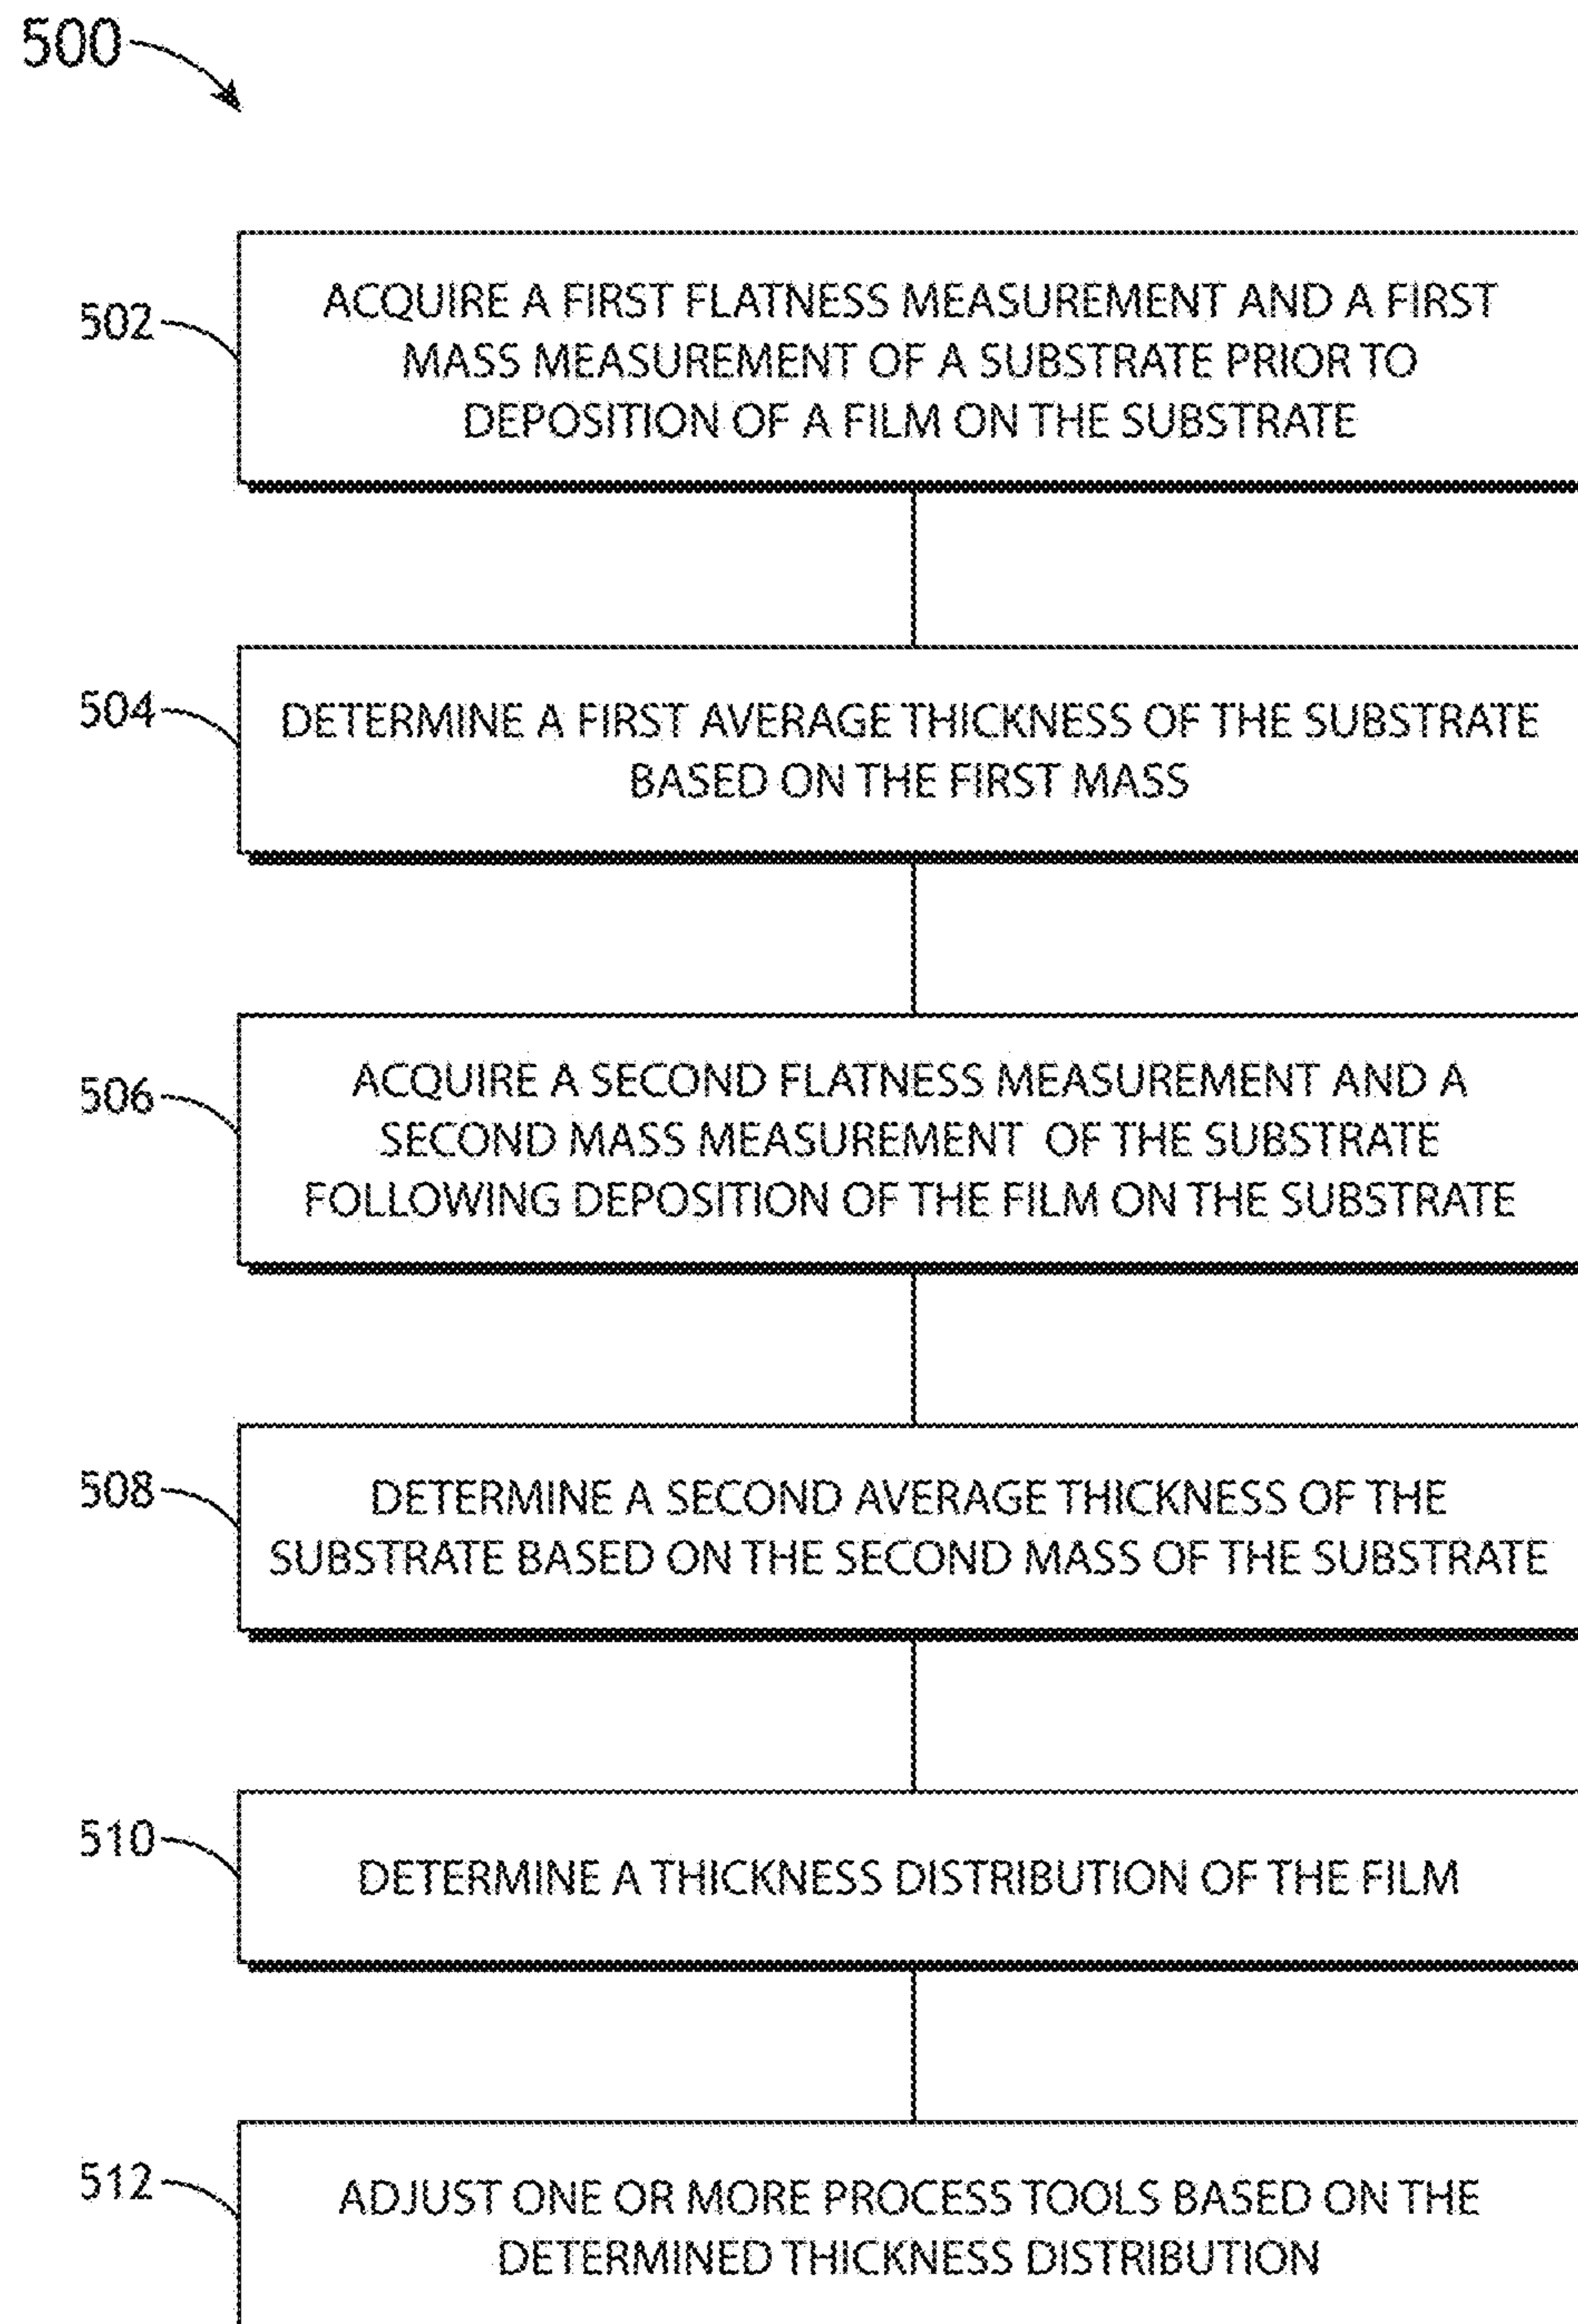 500
502
ACQUIRE A FIRST FLATNESS MEASUREMENT AND A FIRST
MASS MEASUREMENT OF A SUBSTRATE PRIOR TO
DEPOSITION OF A FILM ON THE SUBSTRATE
504
DETERMINE A FIRST AVERAGE THICKNESS OF THE SUBSTRATE
BASED ON THE FIRST MASS
506
ACQUIRE A SECOND FLATNESS MEASUREMENT AND A
SECOND MASS MEASUREMENT OF THE SUBSTRATE
FOLLOWING DEPOSITION OF THE FILM ON THE SUBSTRATE
508
DETERMINE A SECOND AVERAGE THICKNESS OF THE
SUBSTRATE BASED ON THE SECOND MASS OF THE SUBSTRATE
510
DETERMINE A THICKNESS DISTRIBUTION OF THE FILM
512
ADJUST ONE OR MORE PROCESS TOOLS BASED ON THE
DETERMINED THICKNESS DISTRIBUTION